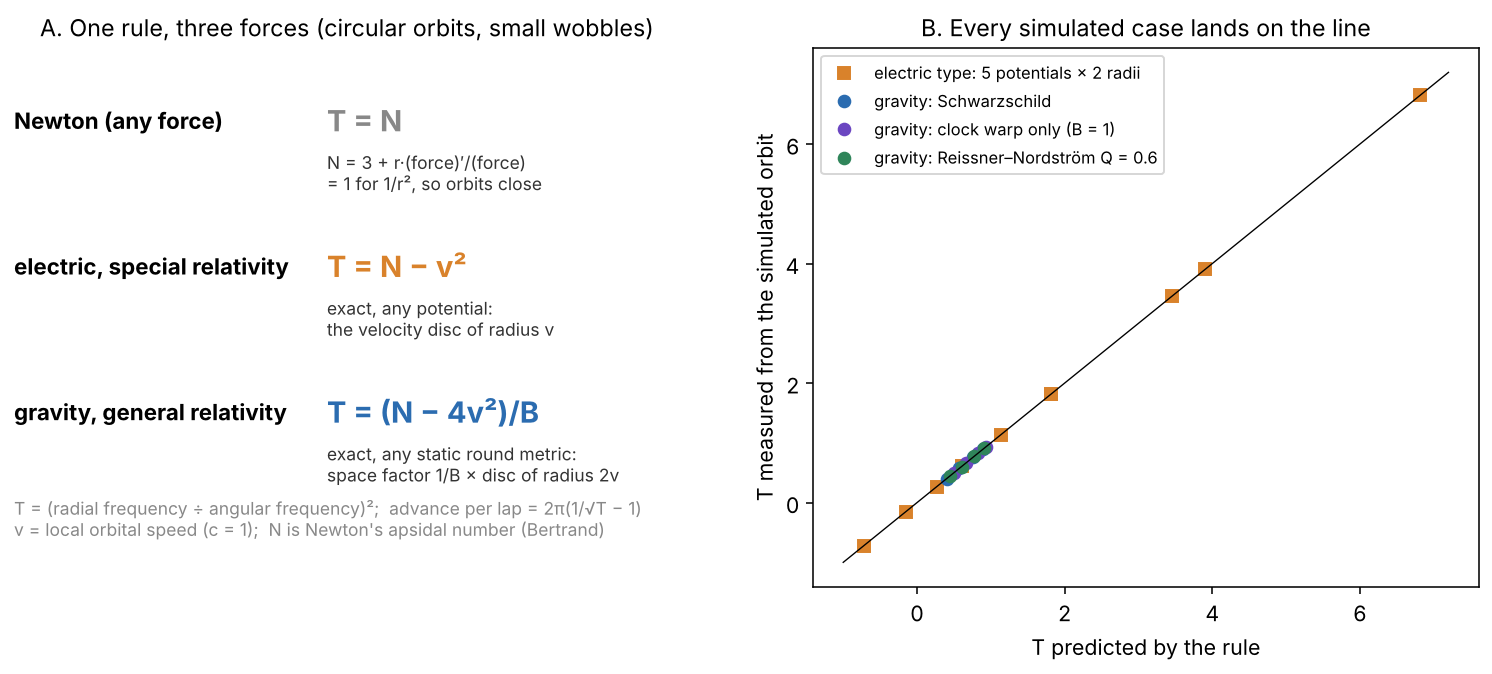 A. One rule, three forces (circular orbits, small wobbles)
Newton (any force)
T = N
N = 3 + r·(force)′/(force)
= 1 for 1/r², so orbits close
electric, special relativity
T = N − v²
exact, any potential:
the velocity disc of radius v
gravity, general relativity
T = (N − 4v²)/B
exact, any static round metric:
space factor 1/B × disc of radius 2v
T = (radial frequency ÷ angular frequency)²;  advance per lap = 2π(1/√T − 1)
v = local orbital speed (c = 1);  N is Newton's apsidal number (Bertrand)
B. Every simulated case lands on the line
electric type: 5 potentials × 2 radii
gravity: Schwarzschild
gravity: clock warp only (B = 1)
gravity: Reissner–Nordström Q = 0.6
T measured from the simulated orbit
6
4
2
0
0 2 4 6
T predicted by the rule